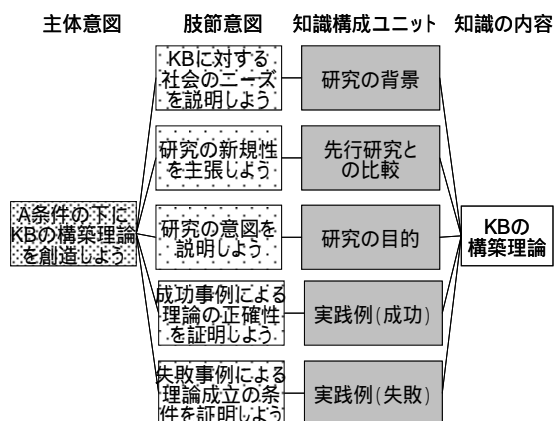 主体意図 肢節意図 知識構成ユニット 知識の内容
KBに対する
社会のニーズ
を説明しよう
研究の背景
研究の新規性
を主張しよう
先行研究と
の比較
A条件の下に
KBの構築理論
を創造しよう
研究の意図を
説明しよう
研究の目的
KBの
構築理論
成功事例による
理論の正確性
を証明しよう
実践例(成功)
失敗事例による
理論成立の条
件を証明しよう
実践例(失敗)